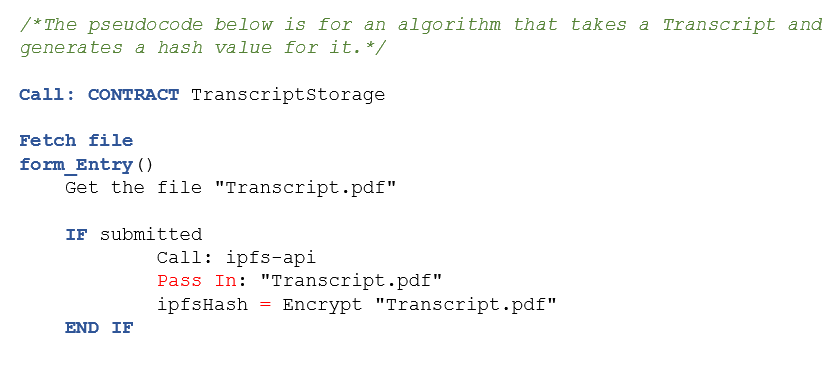 /*The pseudocode below is for an algorithm that takes a Transcript and
generates a hash value for it.*/
Call: CONTRACT TranscriptStorage
Fetch file
form_Entry()
Get the file "Transcript.pdf"
IF submitted
Call: ipfs-api
Pass In: "Transcript.pdf"
ipfsHash = Encrypt "Transcript.pdf"
END IF